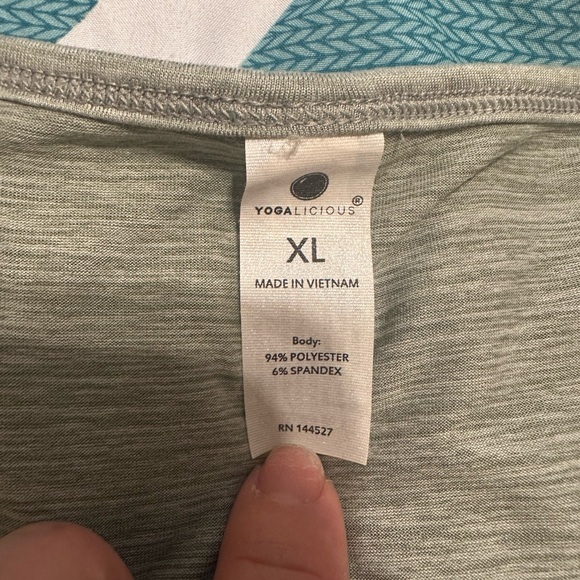 YOGALICIOUS®
XL
MADE IN VIETNAM
Body:
94% POLYESTER
6% SPANDEX
RN 144527